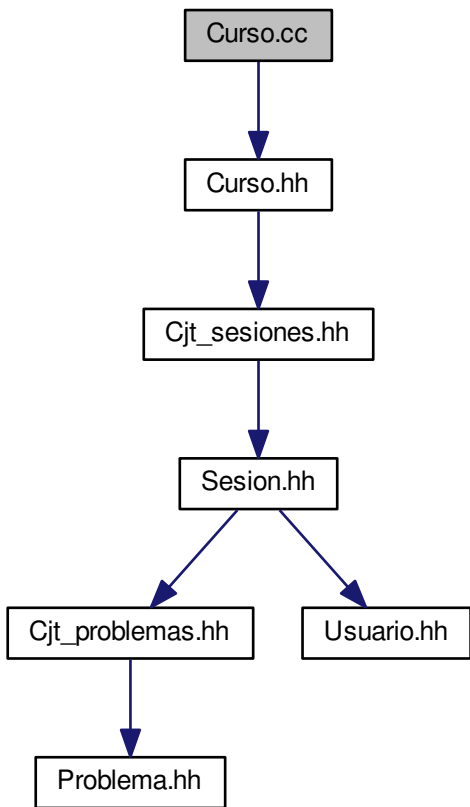 Curso.cc
Curso.hh
Cjt_sesiones.hh
Sesion.hh
Cjt_problemas.hh
Usuario.hh
Problema.hh